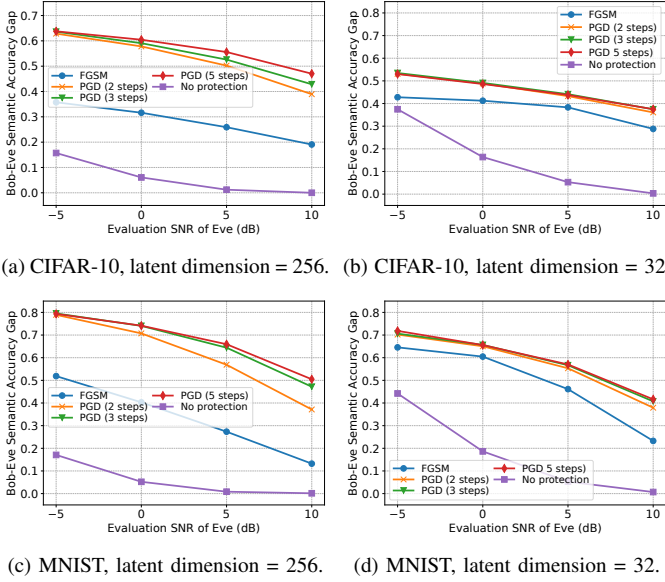 0.7
0.6
0.5
0.4
0.3
0.2
0.1
0.0
Bob-Eve Semantic Accuracy Gap
FGSM
PGD (2 steps)
PGD (3 steps)
PGD (5 steps)
No protection
−5 0 5 10
Evaluation SNR of Eve (dB)
(a) CIFAR-10, latent dimension = 256.
0.8
0.7
0.6
0.5
0.4
0.3
0.2
0.1
0.0
Bob-Eve Semantic Accuracy Gap
FGSM
PGD (2 steps)
PGD (3 steps)
PGD 5 steps)
No protection
−5 0 5 10
Evaluation SNR of Eve (dB)
(b) CIFAR-10, latent dimension = 32
0.8
0.7
0.6
0.5
0.4
0.3
0.2
0.1
0.0
Bob-Eve Semantic Accuracy Gap
FGSM
PGD (2 steps)
PGD (3 steps)
PGD (5 steps)
No protection
−5 0 5 10
Evaluation SNR of Eve (dB)
(c) MNIST, latent dimension = 256.
0.8
0.7
0.6
0.5
0.4
0.3
0.2
0.1
0.0
Bob-Eve Semantic Accuracy Gap
FGSM
PGD (2 steps)
PGD (3 steps)
PGD 5 steps)
No protection
−5 0 5 10
Evaluation SNR of Eve (dB)
(d) MNIST, latent dimension = 32.